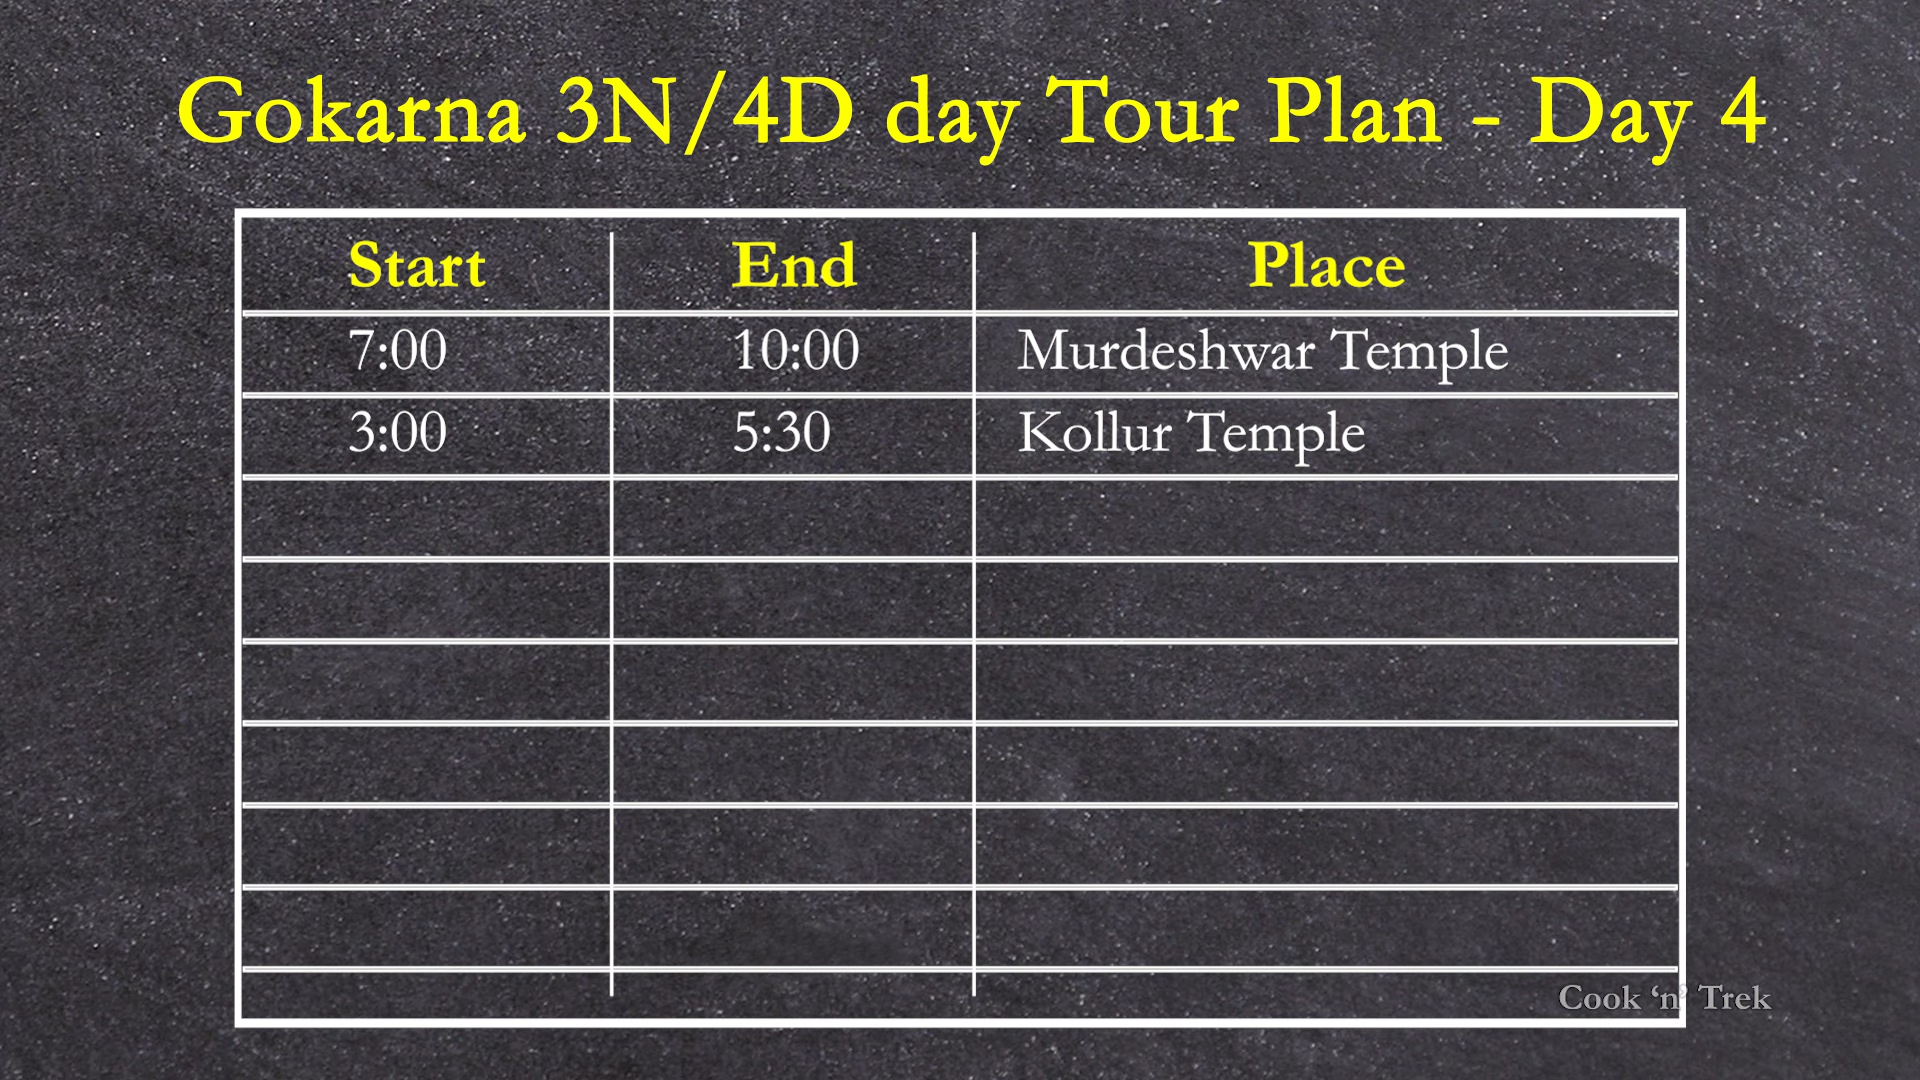 Gokarna 3N/4D day Tour Plan - Day 4
Start End Place
7:00 10:00 Murdeshwar Temple
3:00 5:30 Kollur Temple
Cook ‘n’ Trek